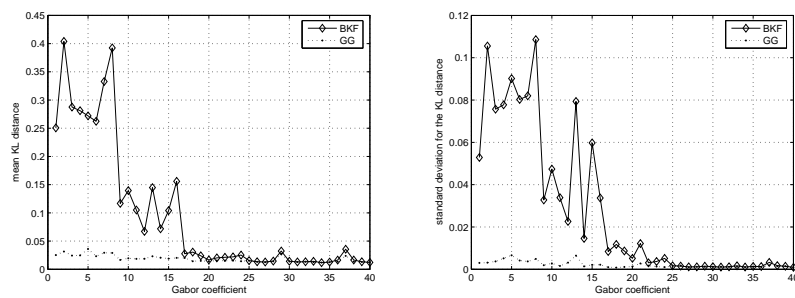 0.45
0.4
0.35
0.3
0.25
0.2
0.15
0.1
0.05
0
mean KL distance
0 5 10 15 20 25 30 35 40
Gabor coefficient
BKF
GG
0.12
0.1
0.08
0.06
0.04
0.02
0
standard deviation for the KL distance
0 5 10 15 20 25 30 35 40
Gabor coefficient
BKF
GG